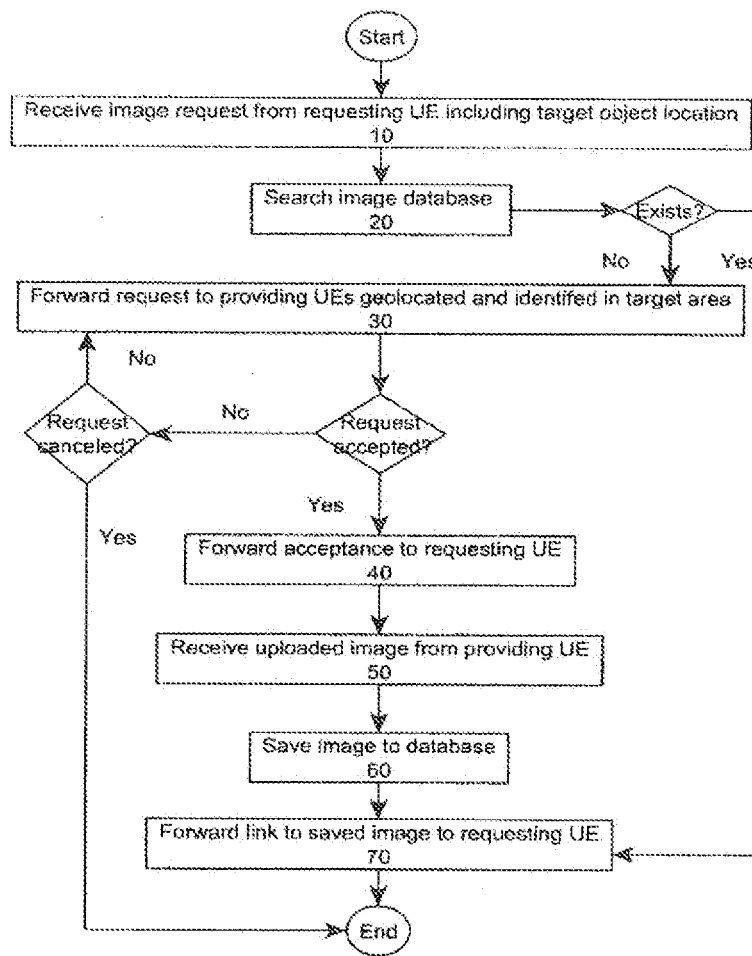 Start
Receive image request from requesting UE including target object location
10
Search image database
20
Exists?
No
Yes
Forward request to providing UEs geolocated and identifed in target area
30
No
Request
canceled?
No
Request
accepted?
Yes
Yes
Forward acceptance to requesting UE
40
Receive uploaded image from providing UE
50
Save image to database
60
Forward link to saved image to requesting UE
70
End